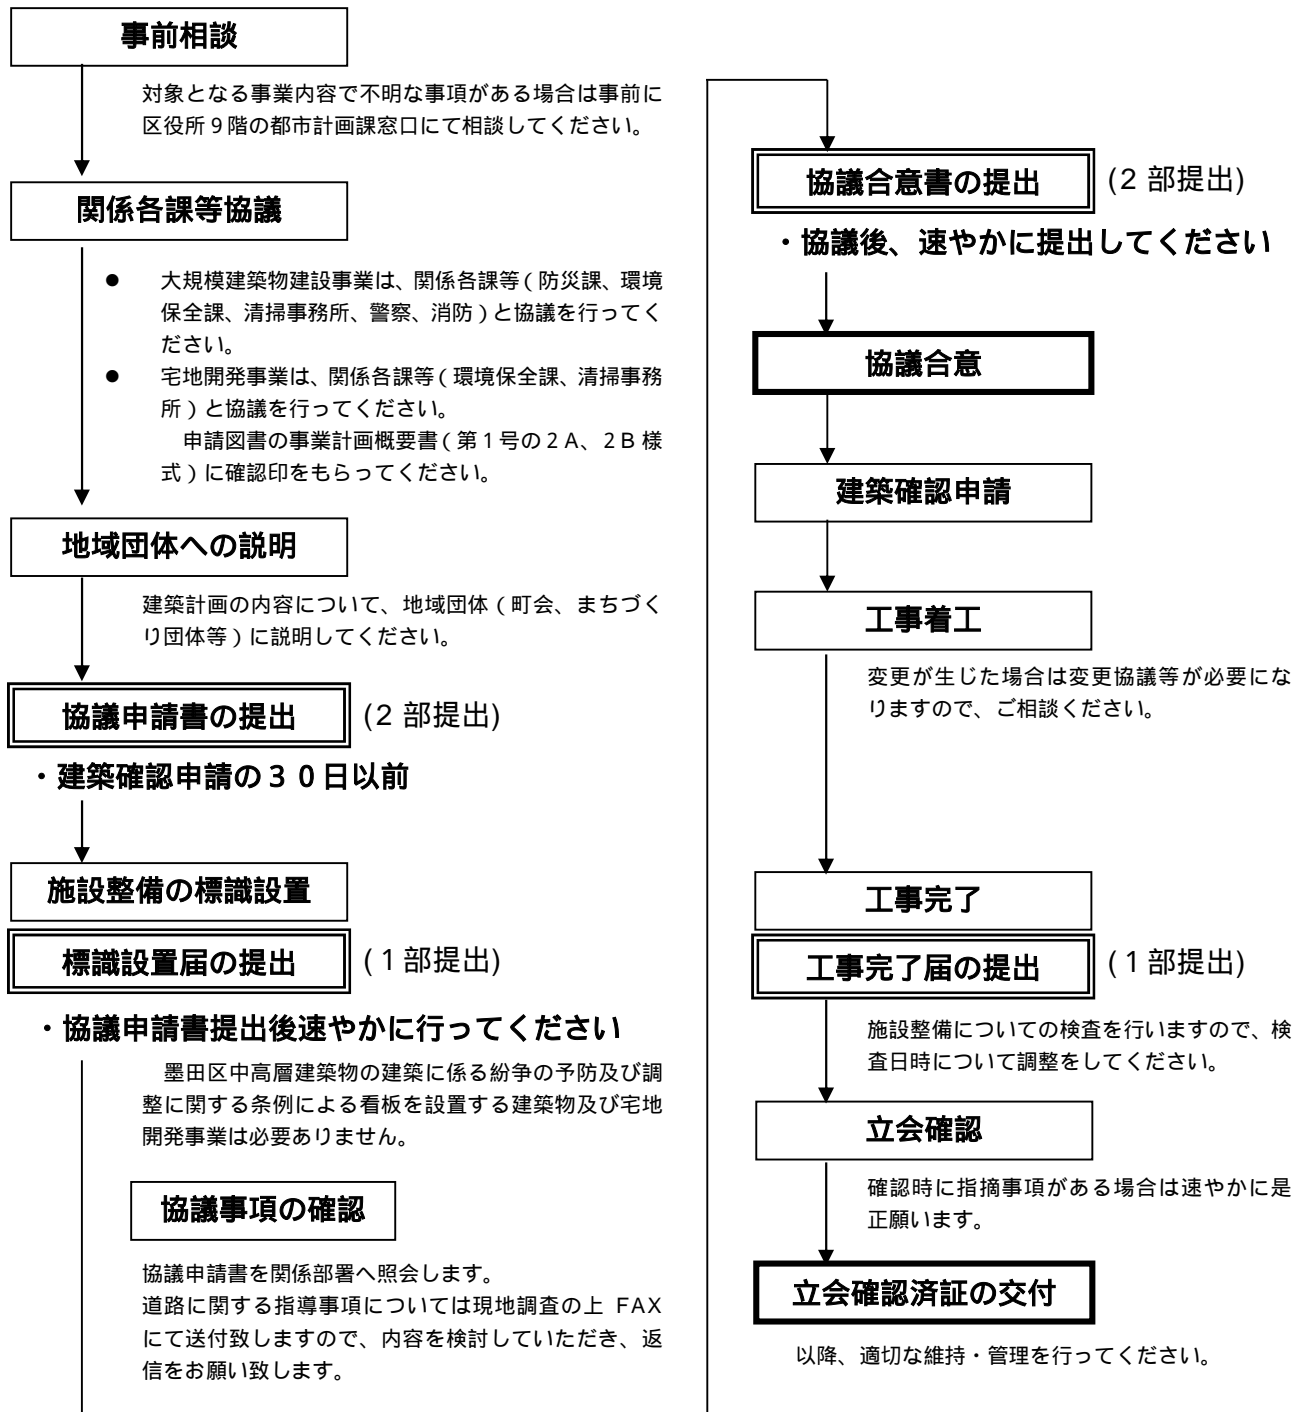 事前相談
対象となる事業内容で不明な事項がある場合は事前に
区役所9階の都市計画課窓口にて相談してください。
関係各課等協議
● 大規模建築物建設事業は、関係各課等(防災課、環境
保全課、清掃事務所、警察、消防)と協議を行ってく
ださい。
● 宅地開発事業は、関係各課等(環境保全課、清掃事務
所)と協議を行ってください。
申請図書の事業計画概要書(第1号の2A、2B様
式)に確認印をもらってください。
地域団体への説明
建築計画の内容について、地域団体(町会、まちづく
り団体等)に説明してください。
協議申請書の提出 (2部提出)
・建築確認申請の30日以前
施設整備の標識設置
標識設置届の提出 (1部提出)
・協議申請書提出後速やかに行ってください
墨田区中高層建築物の建築に係る紛争の予防及び調
整に関する条例による看板を設置する建築物及び宅地
開発事業は必要ありません。
協議事項の確認
協議申請書を関係部署へ照会します。
道路に関する指導事項については現地調査の上 FAX
にて送付致しますので、内容を検討していただき、返
信をお願い致します。
協議合意書の提出 (2部提出)
・協議後、速やかに提出してください
協議合意
建築確認申請
工事着工
変更が生じた場合は変更協議等が必要にな
りますので、ご相談ください。
工事完了
工事完了届の提出 (1部提出)
施設整備についての検査を行いますので、検
査日時について調整をしてください。
立会確認
確認時に指摘事項がある場合は速やかに是
正願います。
立会確認済証の交付
以降、適切な維持・管理を行ってください。